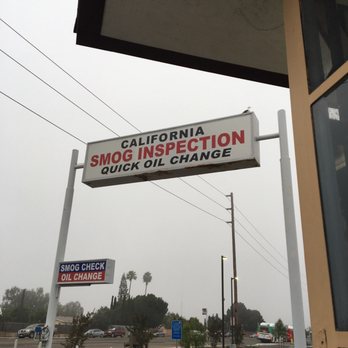 CALIFORNIA
SMOG INSPECTION
QUICK OIL CHANGE
SMOG CHECK
OIL CHANGE